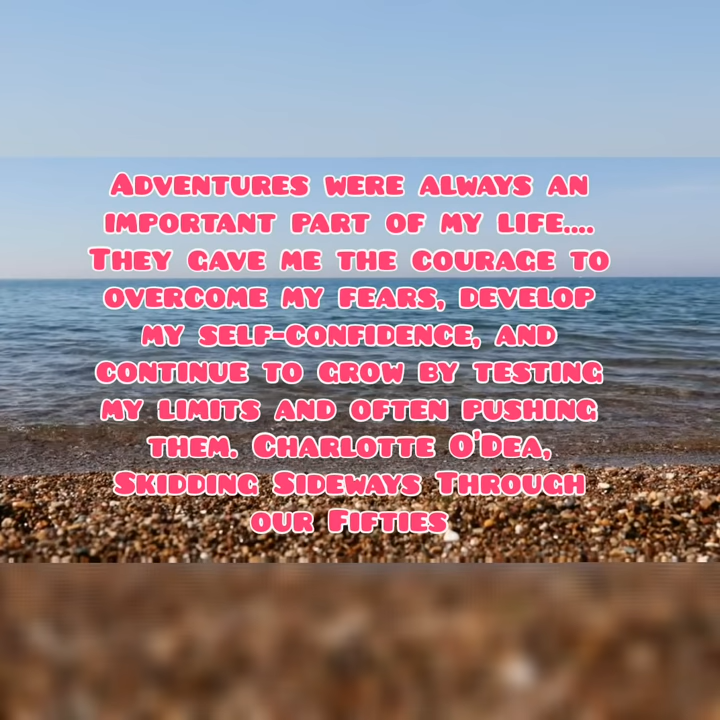 Adventures were always an
important part of my life....
They gave me the courage to
overcome my fears, develop
my self-confidence, and
continue to grow by testing
my limits and often pushing
them. Charlotte O'Dea,
Skidding Sideways Through
our Fifties